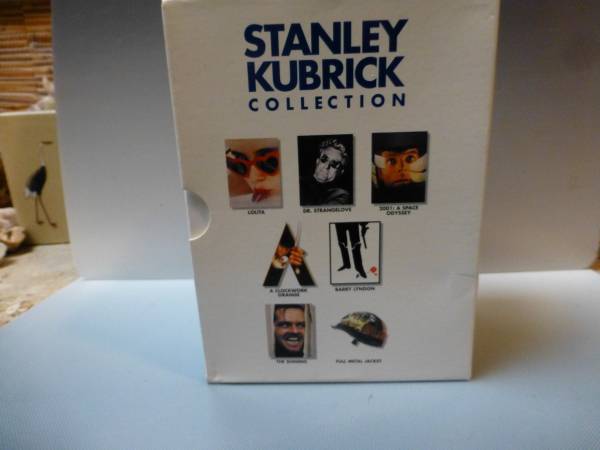 STANLEY
KUBRICK
COLLECTION
LOLITA
DR. STRANGELOVE
2001: A SPACE
ODYSSEY
A CLOCKWORK
ORANGE
BARRY LYNDON
THE SHINING
FULL METAL JACKET